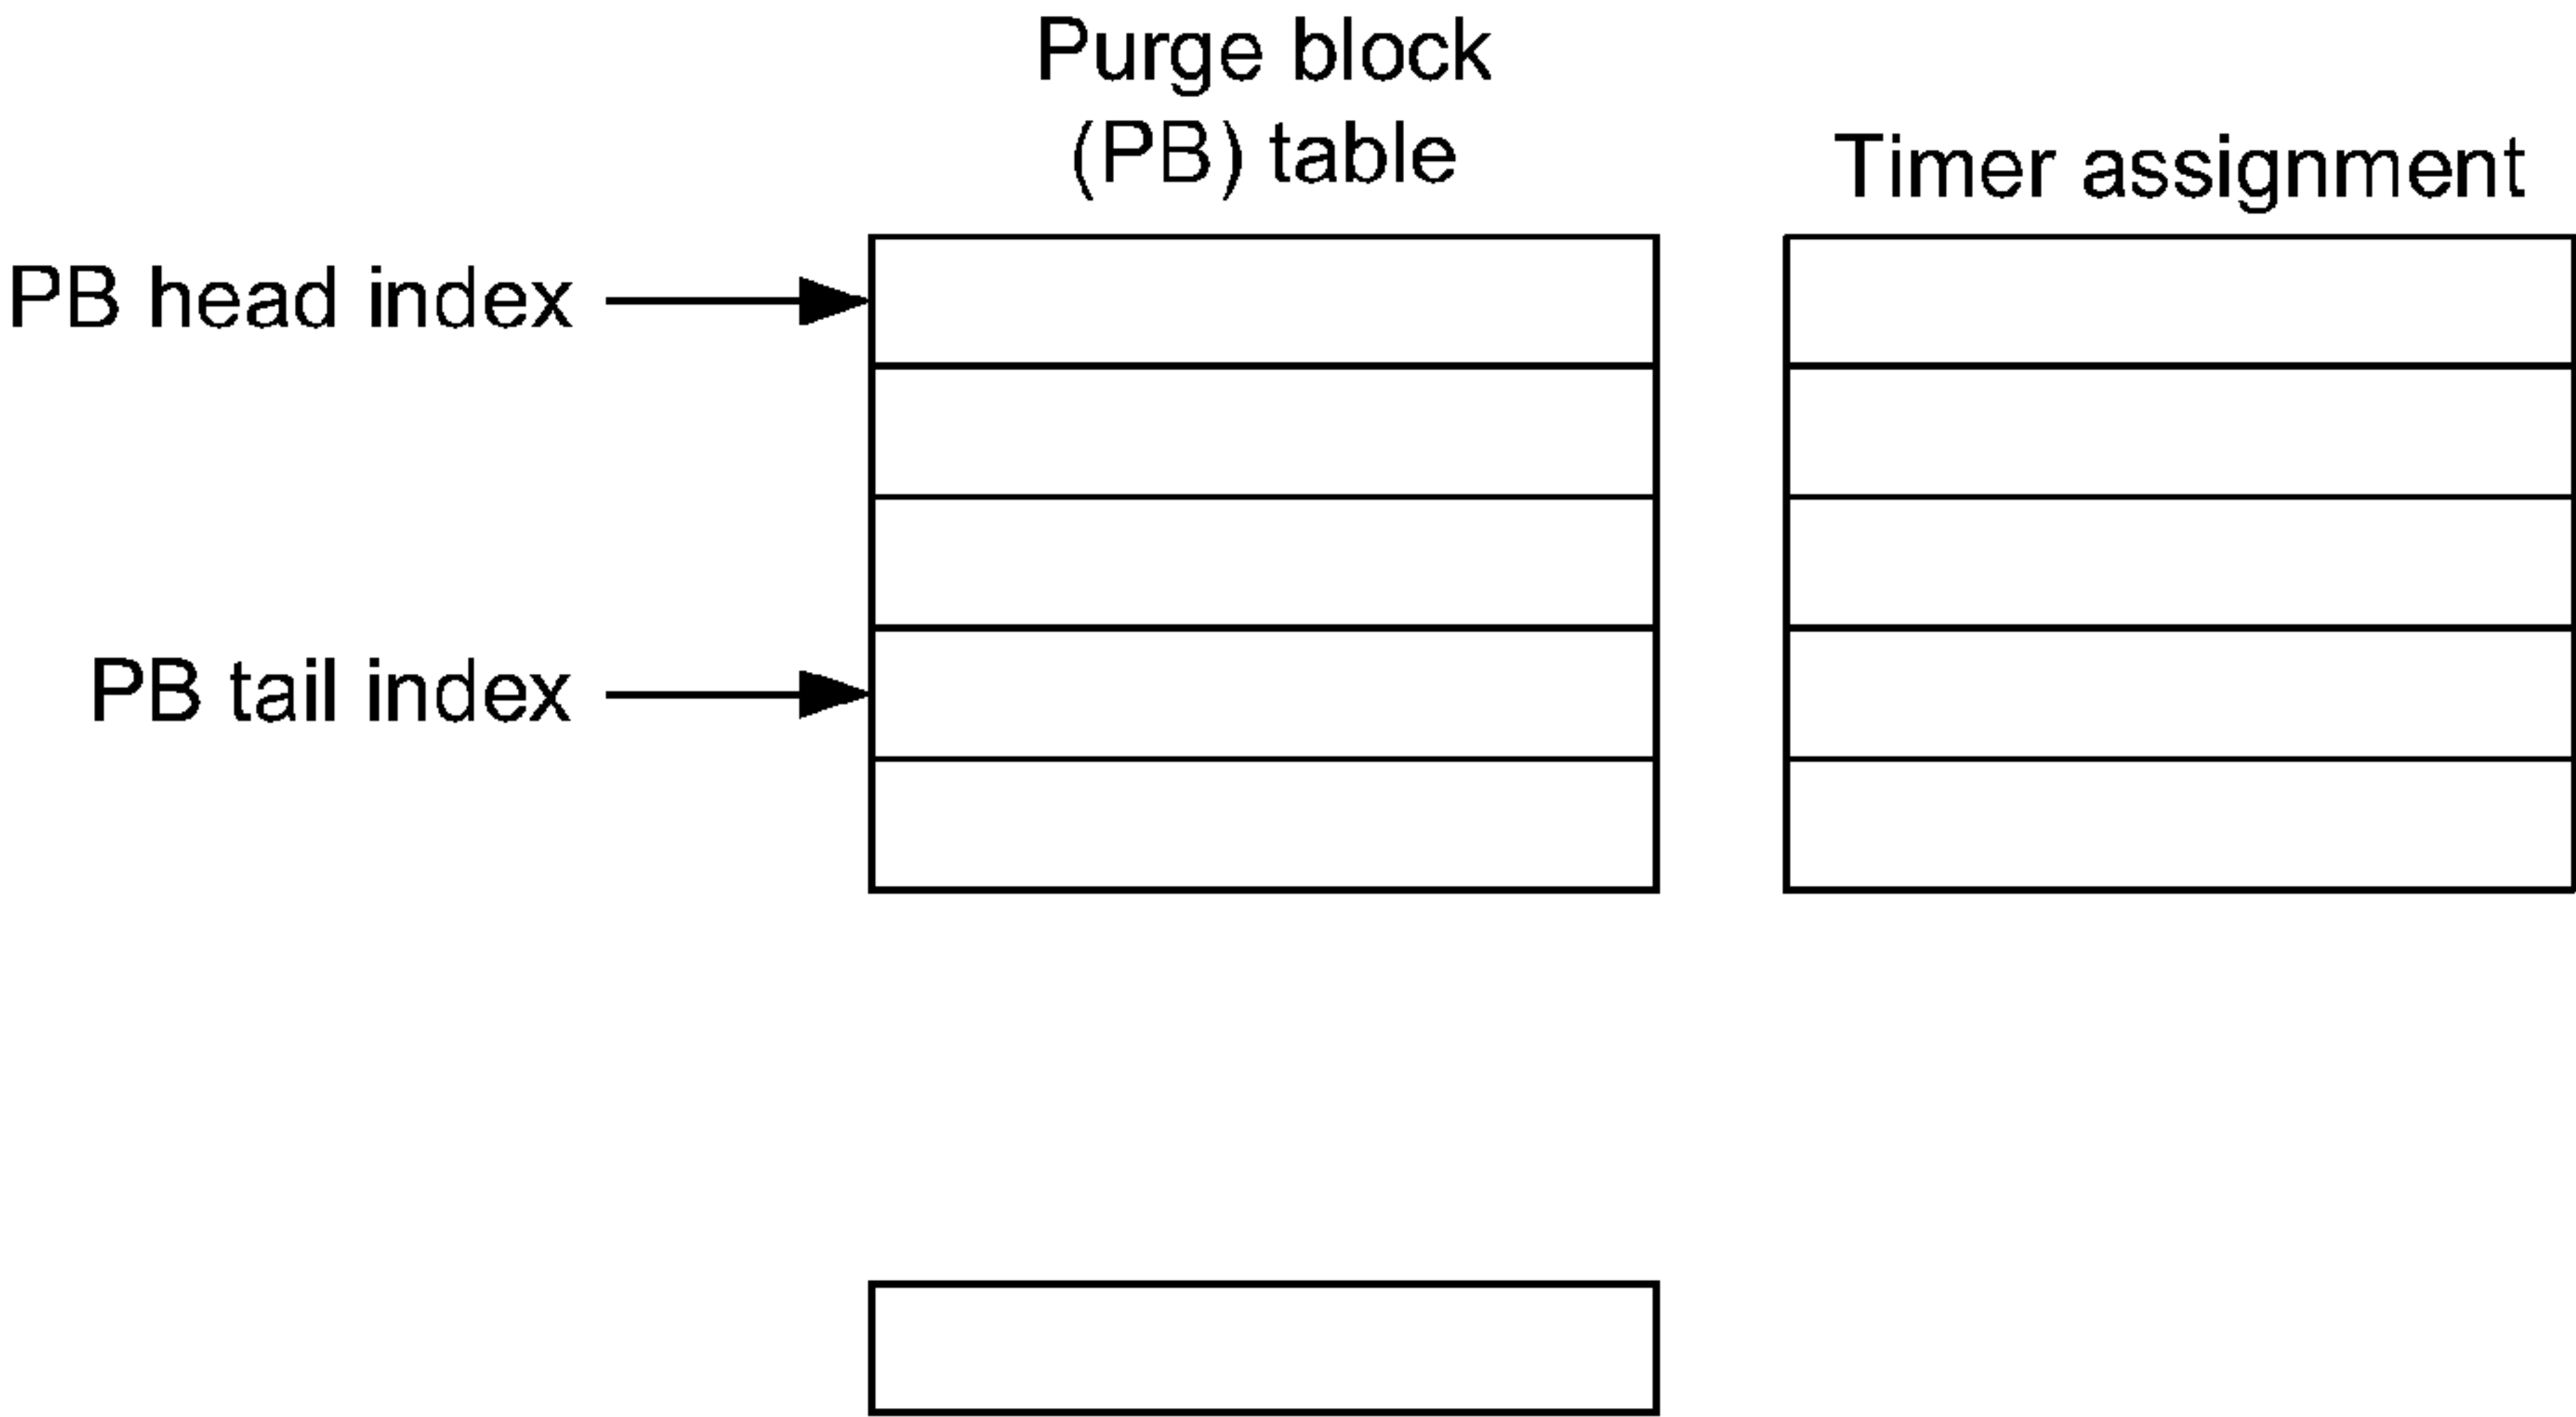 Purge block
(PB) table
Timer assignment
PB head index
PB tail index